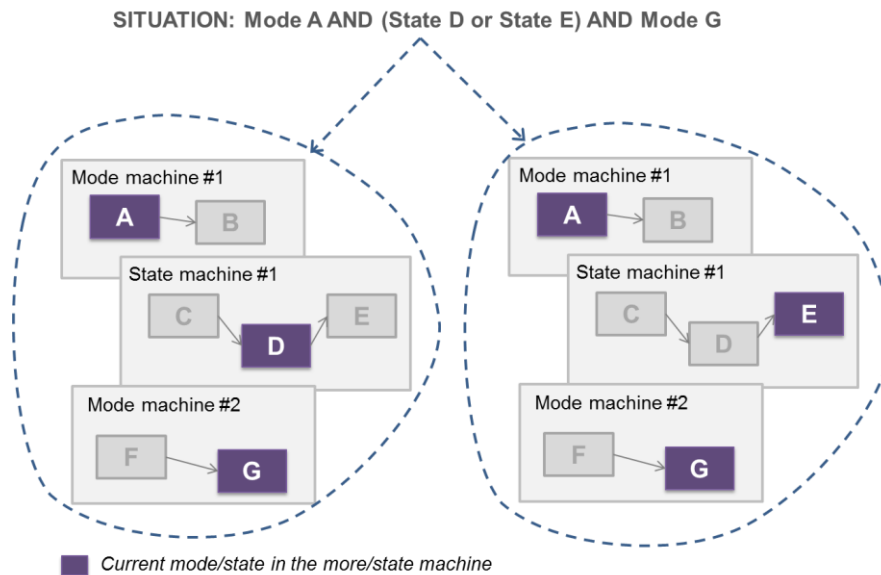 SITUATION: Mode A AND (State D or State E) AND Mode G
Mode machine #1
A
B
State machine #1
C
D
E
Mode machine #2
F
G
Mode machine #1
A
B
State machine #1
C
D
E
Mode machine #2
F
G
Current mode/state in the more/state machine